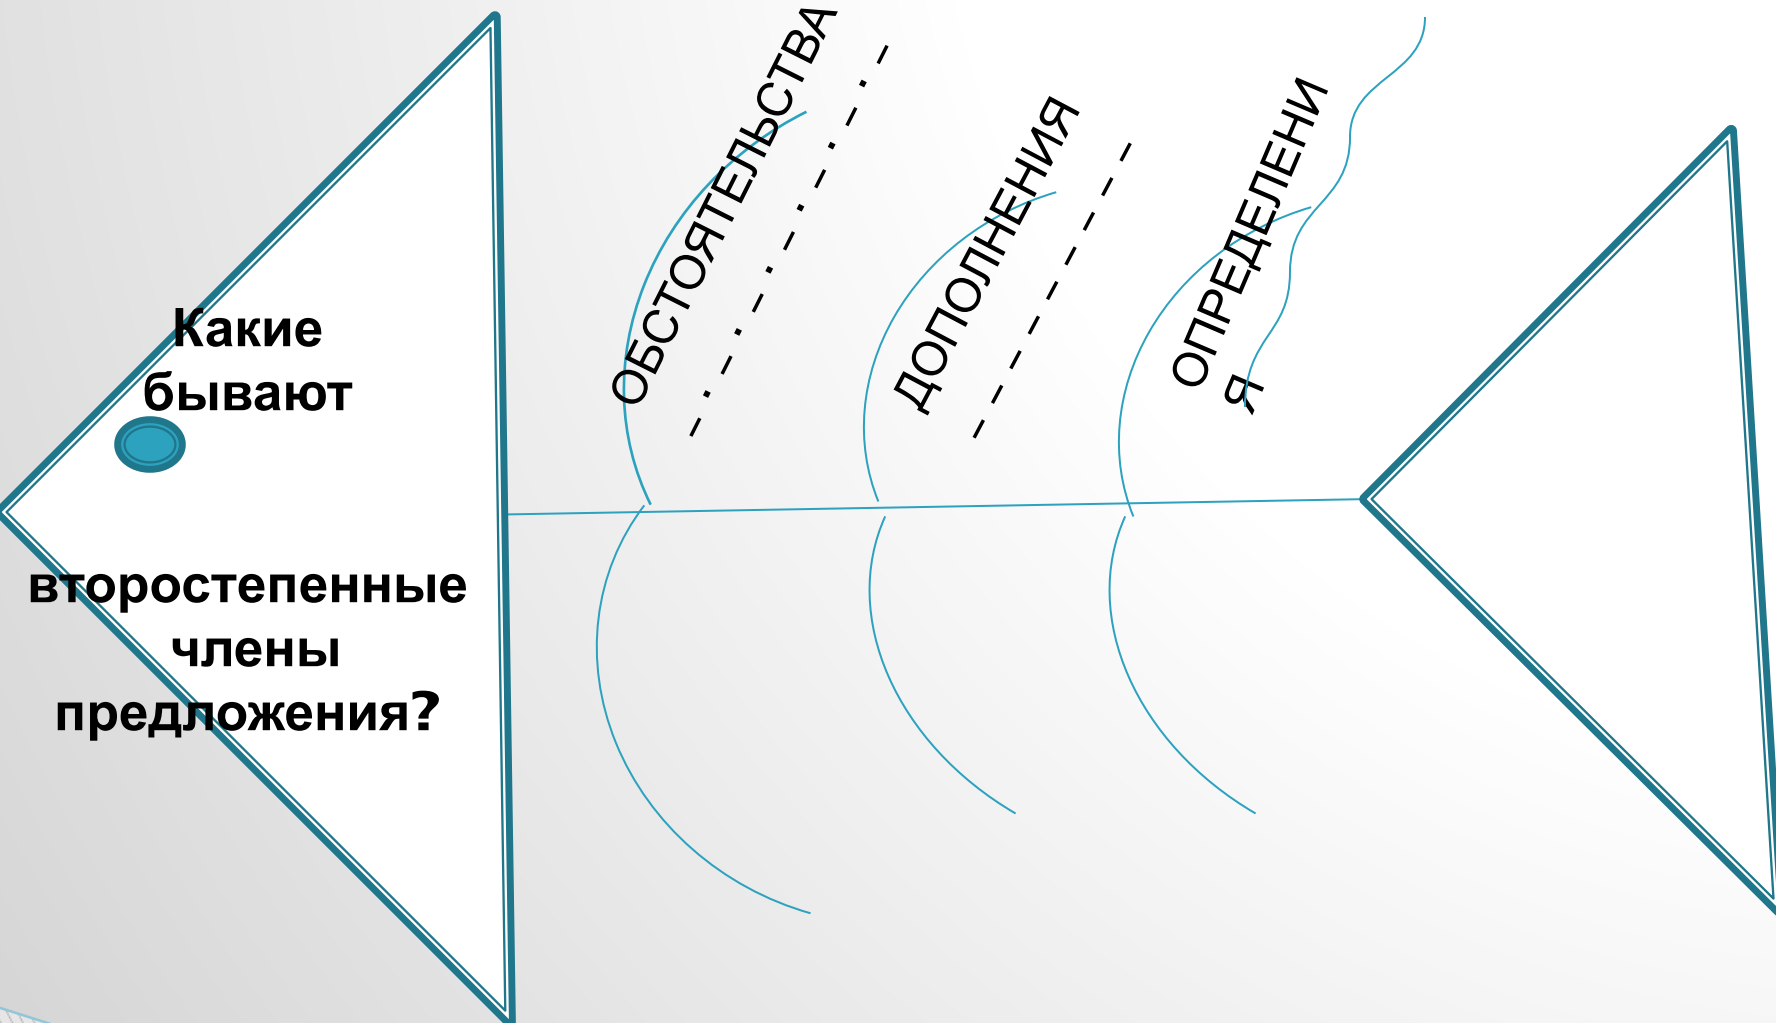 Какие
бывают
второстепенные
члены
предложения?
ОБСТОЯТЕЛЬСТВА
ДОПОЛНЕНИЯ
ОПРЕДЕЛЕНИ
Я